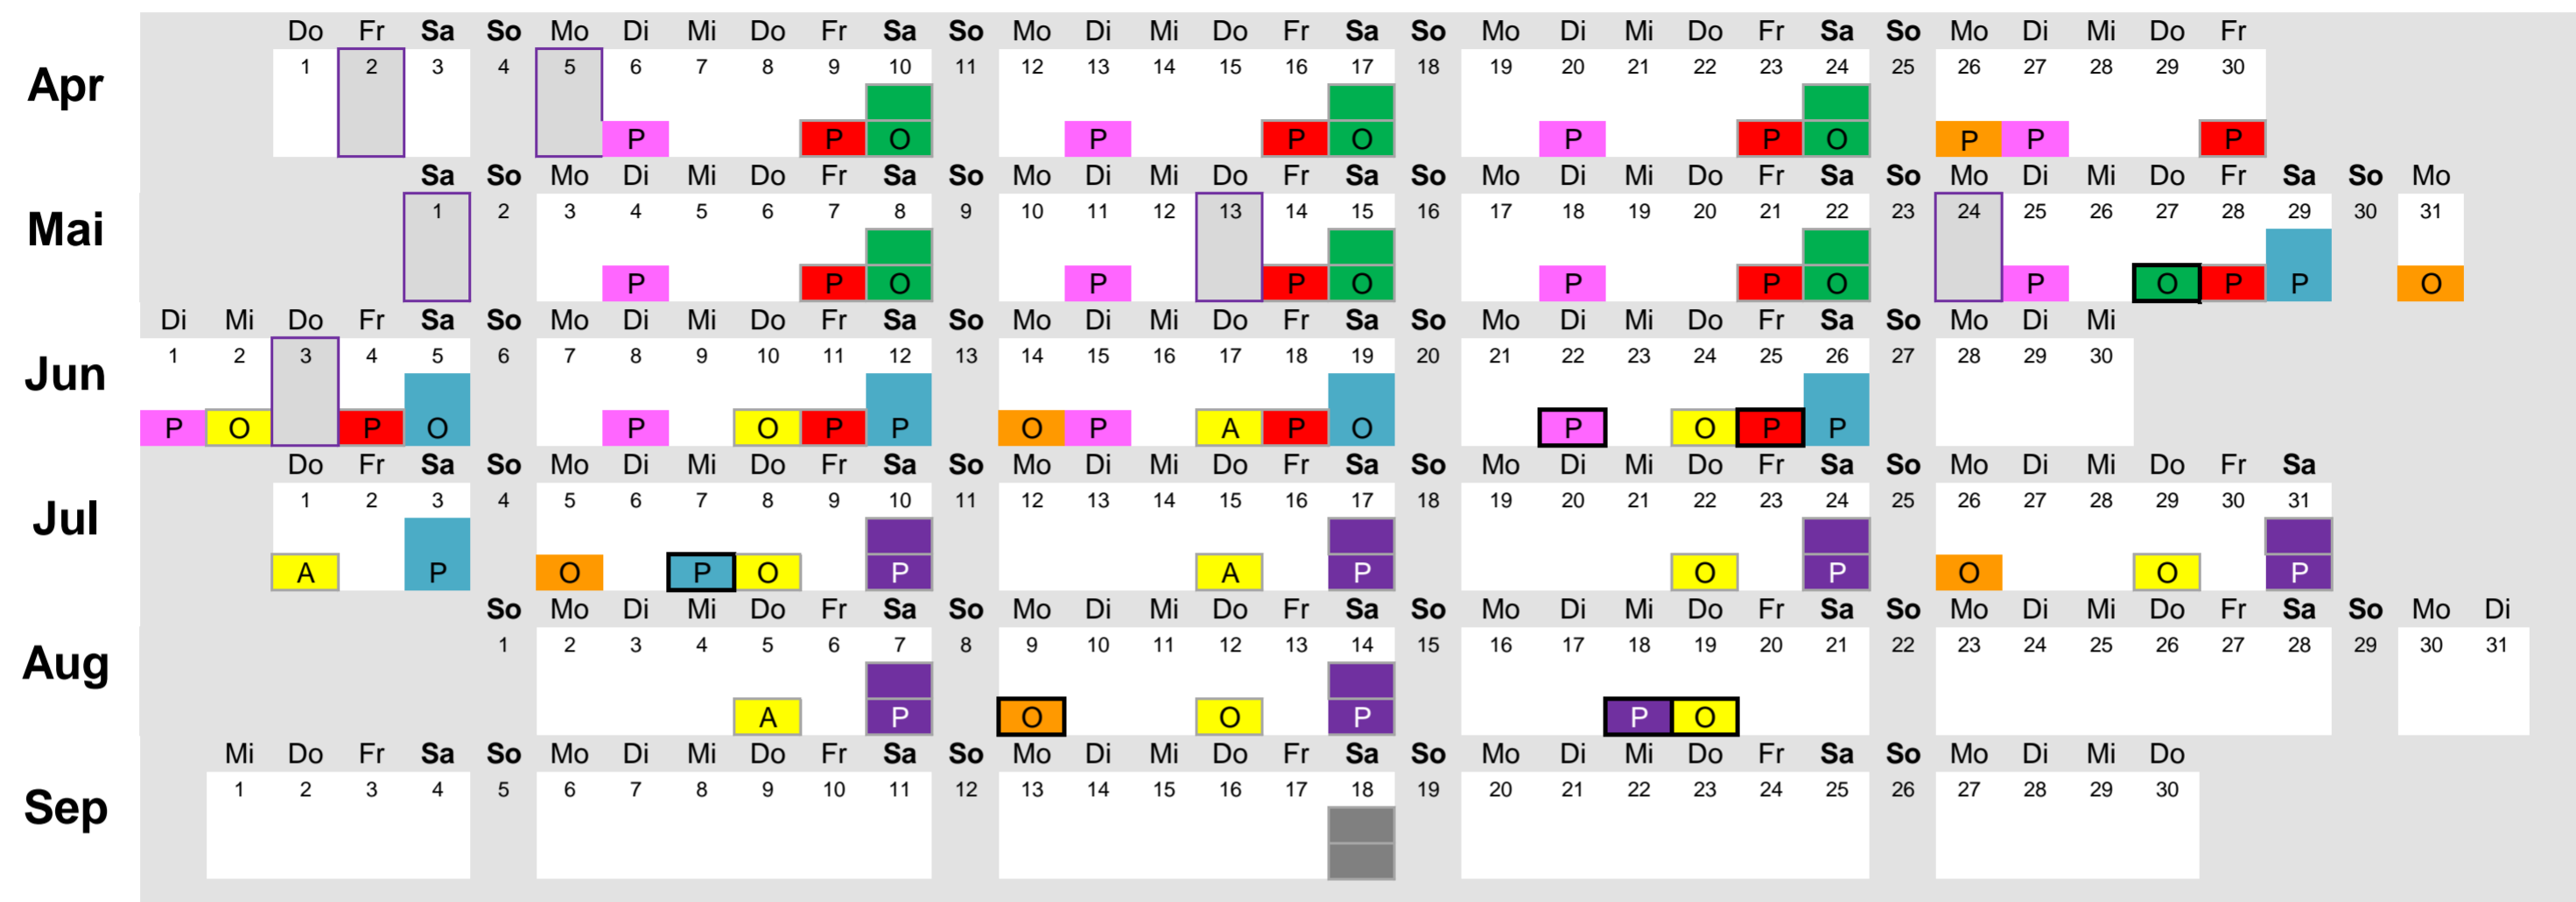 Do Fr Sa So Mo Di Mi Do Fr Sa So Mo Di Mi Do Fr Sa So Mo Di Mi Do Fr Sa So Mo Di Mi Do Fr
Apr 1 2 3 4 5 6 7 8 9 10 11 12 13 14 15 16 17 18 19 20 21 22 23 24 25 26 27 28 29 30
P P O P P O P P O P P P
Sa So Mo Di Mi Do Fr Sa So Mo Di Mi Do Fr Sa So Mo Di Mi Do Fr Sa So Mo Di Mi Do Fr Sa So Mo
Mai 1 2 3 4 5 6 7 8 9 10 11 12 13 14 15 16 17 18 19 20 21 22 23 24 25 26 27 28 29 30 31
P P O P P O P P O P O P P O
Di Mi Do Fr Sa So Mo Di Mi Do Fr Sa So Mo Di Mi Do Fr Sa So Mo Di Mi Do Fr Sa So Mo Di Mi
Jun 1 2 3 4 5 6 7 8 9 10 11 12 13 14 15 16 17 18 19 20 21 22 23 24 25 26 27 28 29 30
P O P O P O P P O P A P O P O P P
Do Fr Sa So Mo Di Mi Do Fr Sa So Mo Di Mi Do Fr Sa So Mo Di Mi Do Fr Sa So Mo Di Mi Do Fr Sa
Jul 1 2 3 4 5 6 7 8 9 10 11 12 13 14 15 16 17 18 19 20 21 22 23 24 25 26 27 28 29 30 31
A P O P O P A P O P O O P
So Mo Di Mi Do Fr Sa So Mo Di Mi Do Fr Sa So Mo Di Mi Do Fr Sa So Mo Di Mi Do Fr Sa So Mo Di
Aug 1 2 3 4 5 6 7 8 9 10 11 12 13 14 15 16 17 18 19 20 21 22 23 24 25 26 27 28 29 30 31
A P O O P P O
Mi Do Fr Sa So Mo Di Mi Do Fr Sa So Mo Di Mi Do Fr Sa So Mo Di Mi Do Fr Sa So Mo Di Mi Do
Sep 1 2 3 4 5 6 7 8 9 10 11 12 13 14 15 16 17 18 19 20 21 22 23 24 25 26 27 28 29 30